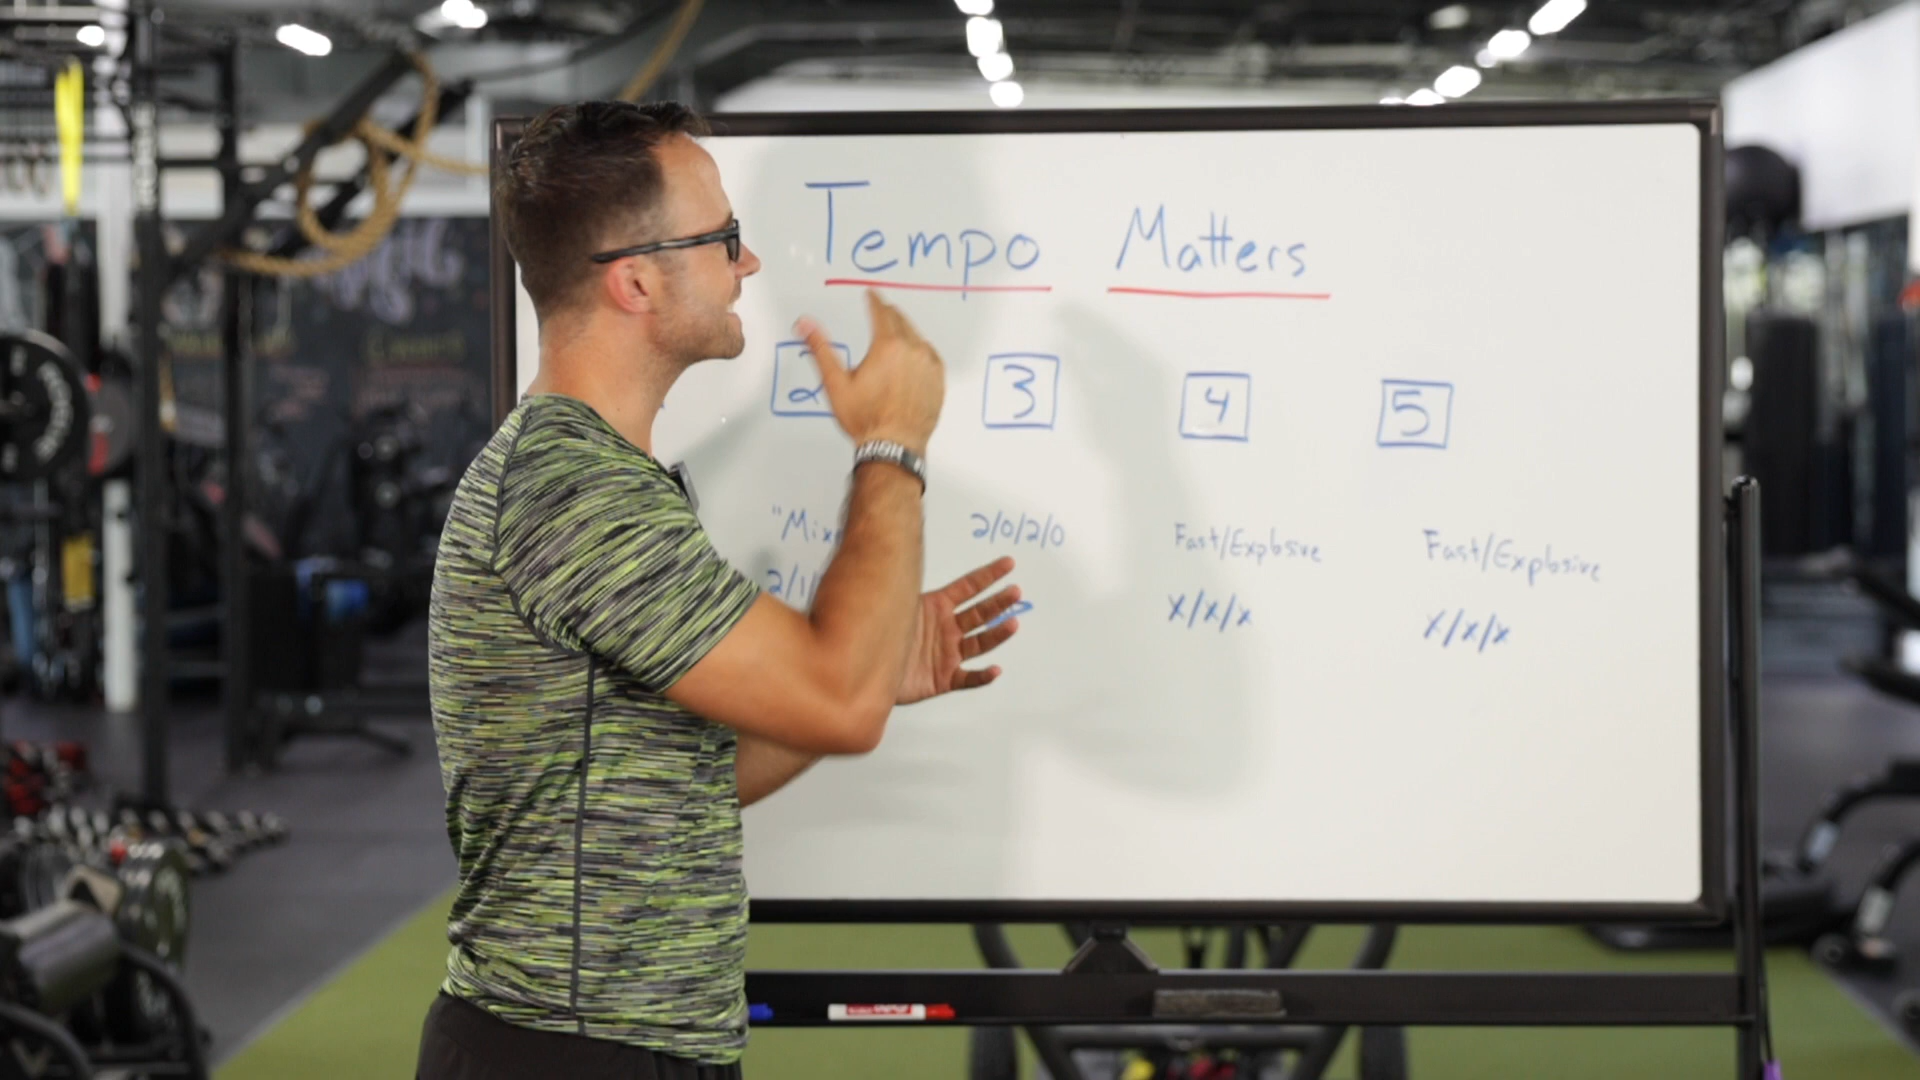 Tempo Matters
2 3 4 5
2/0/2/0 Fast/Explosive Fast/Explosive
x/x/x x/x/x